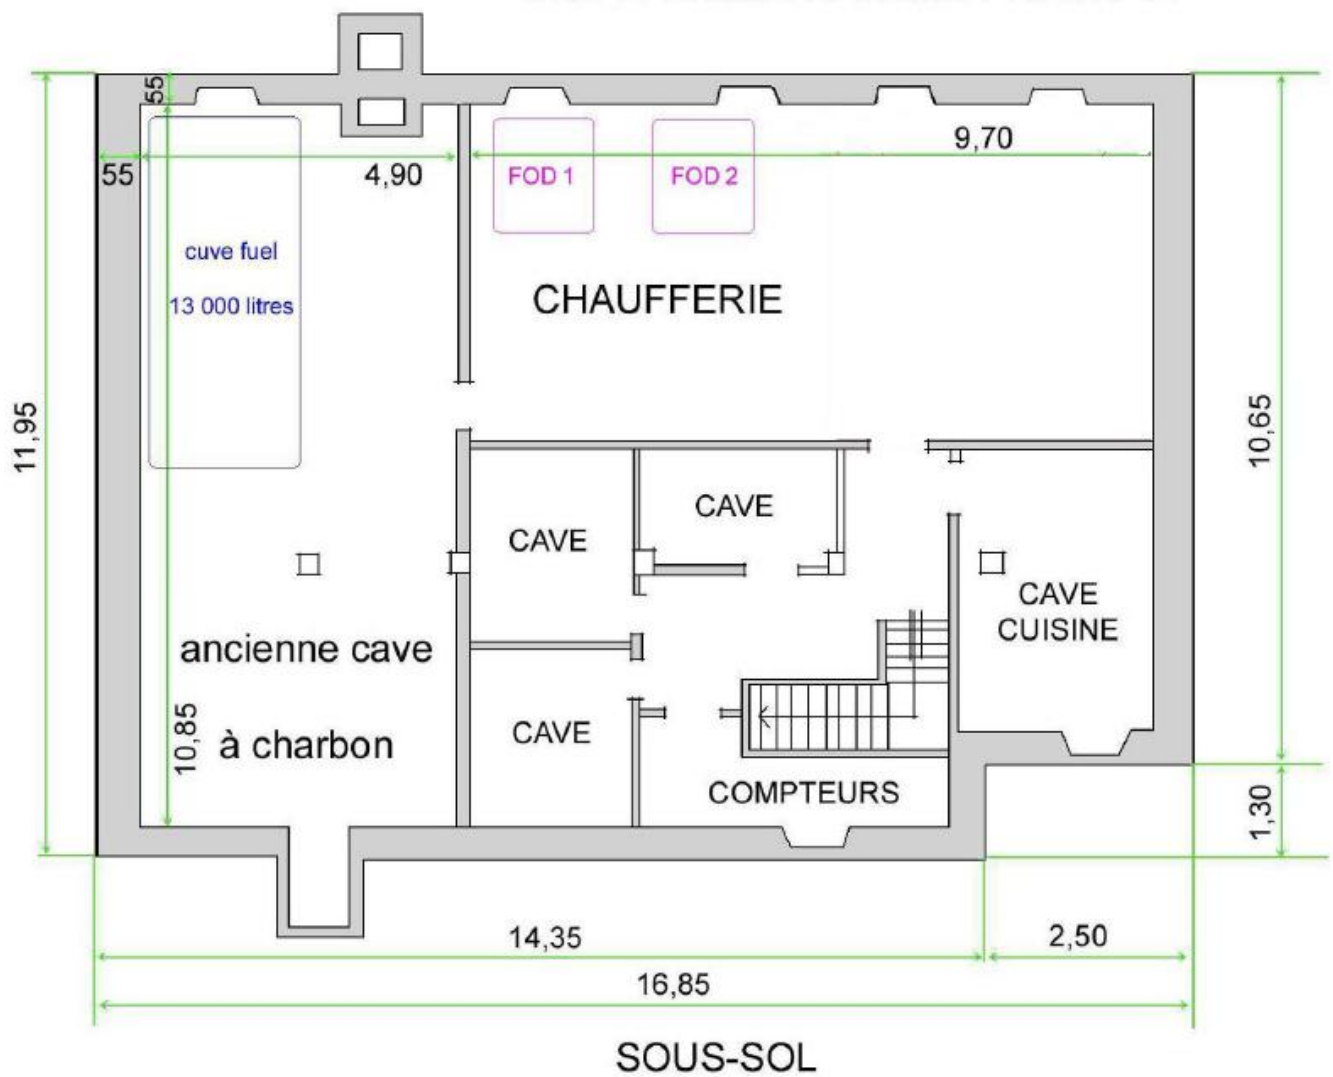 55
55
4,90
9,70
FOD 1
FOD 2
cuve fuel
13 000 litres
CHAUFFERIE
11,95
10,65
CAVE
CAVE
CAVE
CUISINE
ancienne cave
à charbon
10,85
CAVE
COMPTEURS
1,30
14,35
2,50
16,85
SOUS-SOL